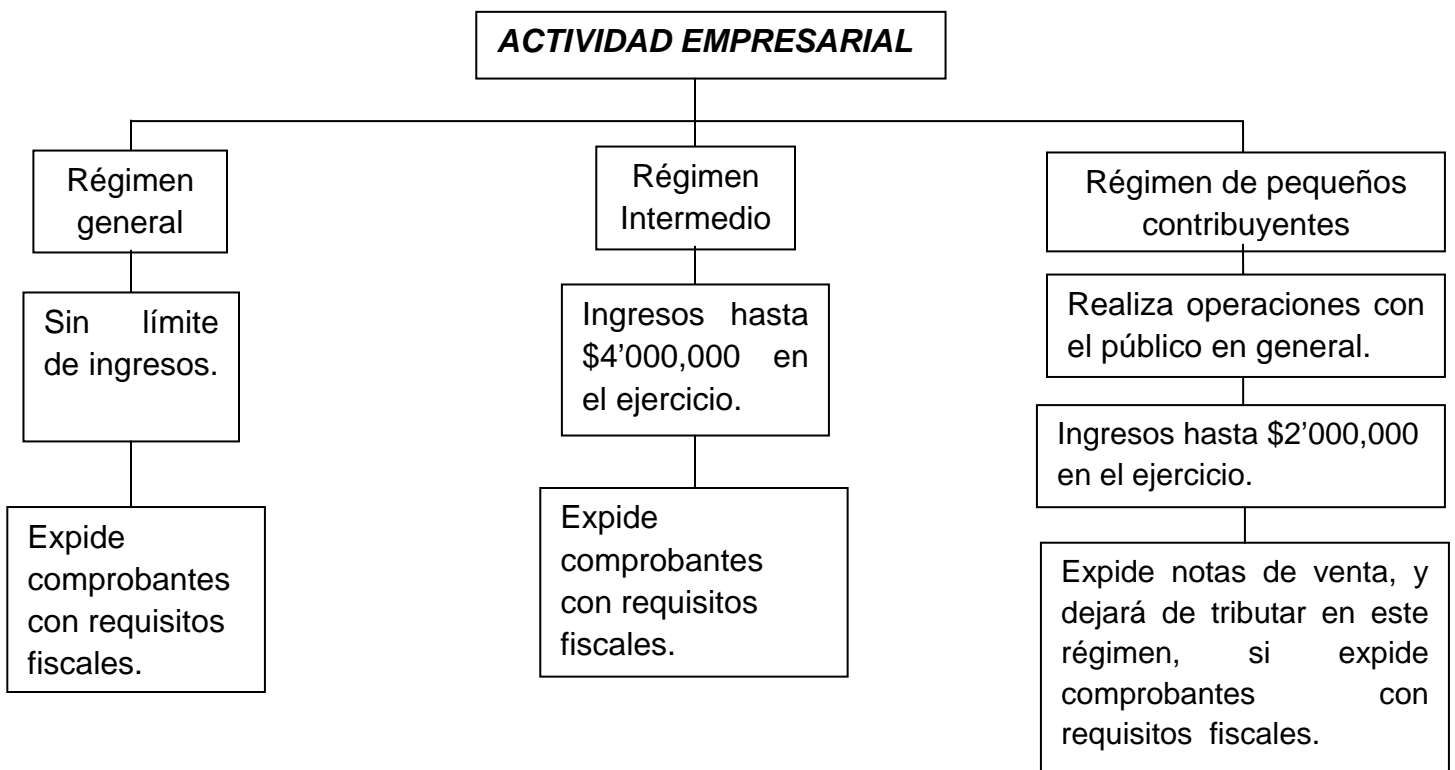 ACTIVIDAD EMPRESARIAL
Régimen
general
Sin límite
de ingresos.
Expide
comprobantes
con requisitos
fiscales.
Régimen
Intermedio
Ingresos hasta
$4’000,000 en
el ejercicio.
Expide
comprobantes
con requisitos
fiscales.
Régimen de pequeños
contribuyentes
Realiza operaciones con
el público en general.
Ingresos hasta $2’000,000
en el ejercicio.
Expide notas de venta, y
dejará de tributar en este
régimen, si expide
comprobantes con
requisitos fiscales.